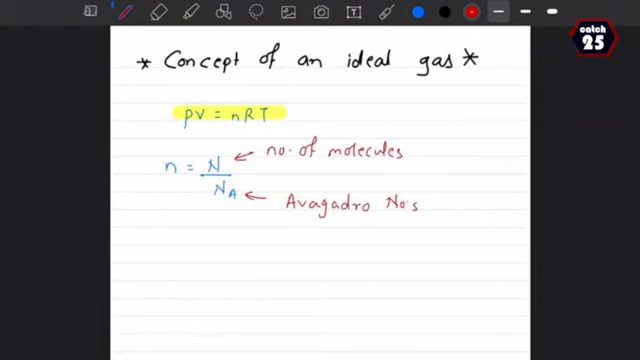 catch
25
* Concept of an ideal gas *
PV = nRT
n = N / NA
no. of molecules
Avagadro No.s